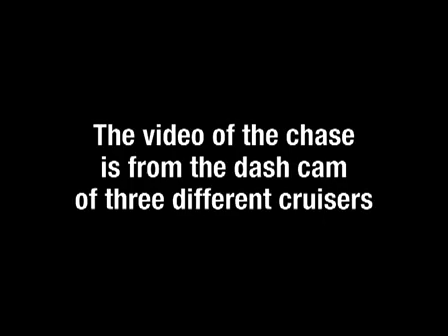 The video of the chase
is from the dash cam
of three different cruisers